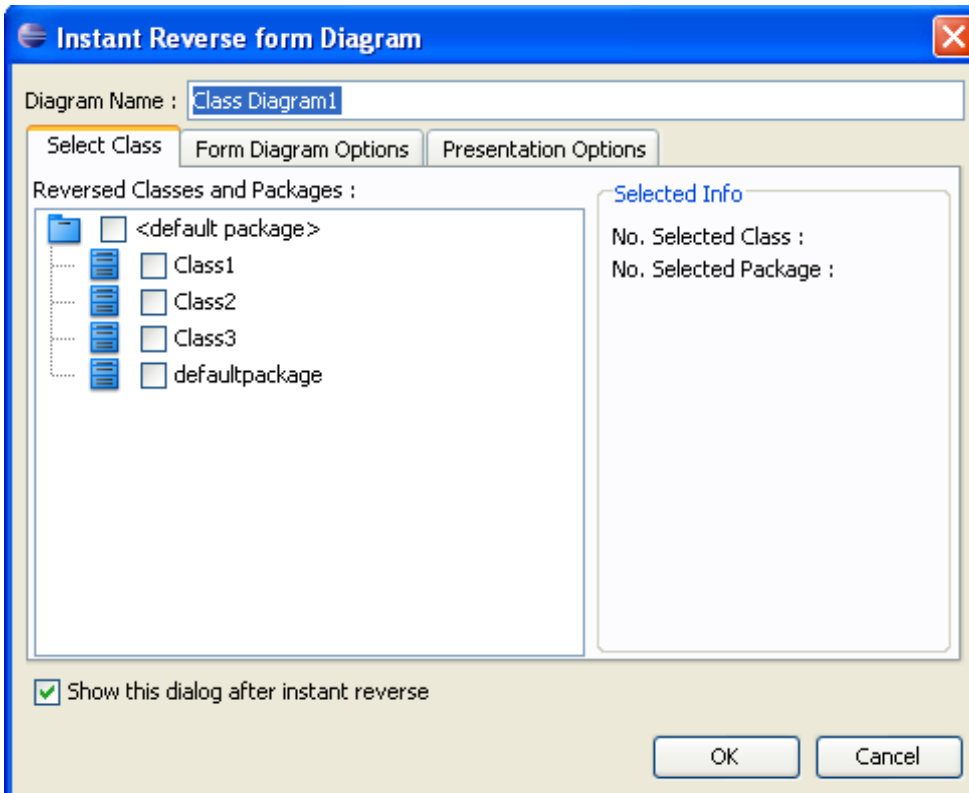 Instant Reverse form Diagram
Diagram Name : Class Diagram1
Select Class Form Diagram Options Presentation Options
Reversed Classes and Packages :
<default package>
Class1
Class2
Class3
defaultpackage
Selected Info
No. Selected Class :
No. Selected Package :
Show this dialog after instant reverse
OK Cancel